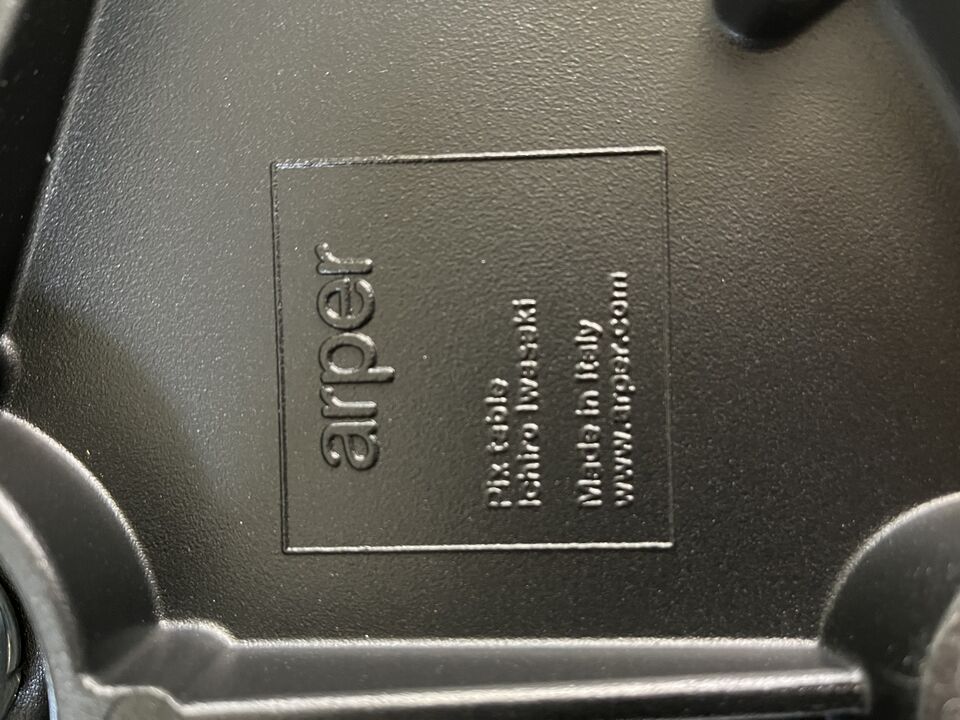 arper
Pix table
Ichiro Iwasaki
Made in Italy
www.arper.com